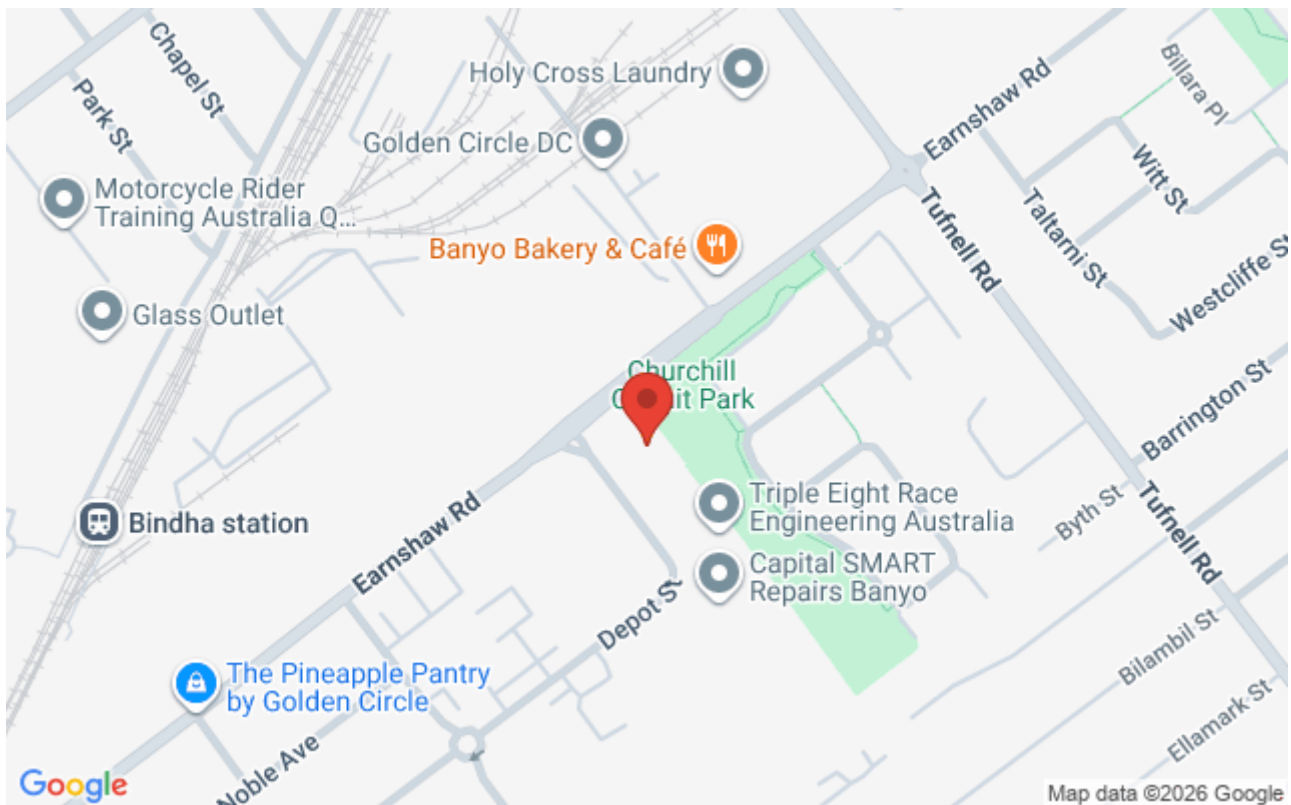 Chapel St
Park St
Holy Cross Laundry
Earnshaw Rd
Billara Pl
Golden Circle DC
Witt St
Motorcycle Rider
Training Australia Q...
Taltarni St
Tufnell Rd
Banyo Bakery & Café
Westcliffe St
Glass Outlet
Churchill
Park
Barrington St
Triple Eight Race
Engineering Australia
Byth St
Bindha station
Earnshaw Rd
Tufnell Rd
Capital SMART
Repairs Banyo
Depot St
Bilambil St
The Pineapple Pantry
by Golden Circle
Ellamark St
Noble Ave
Google
Map data ©2026 Google